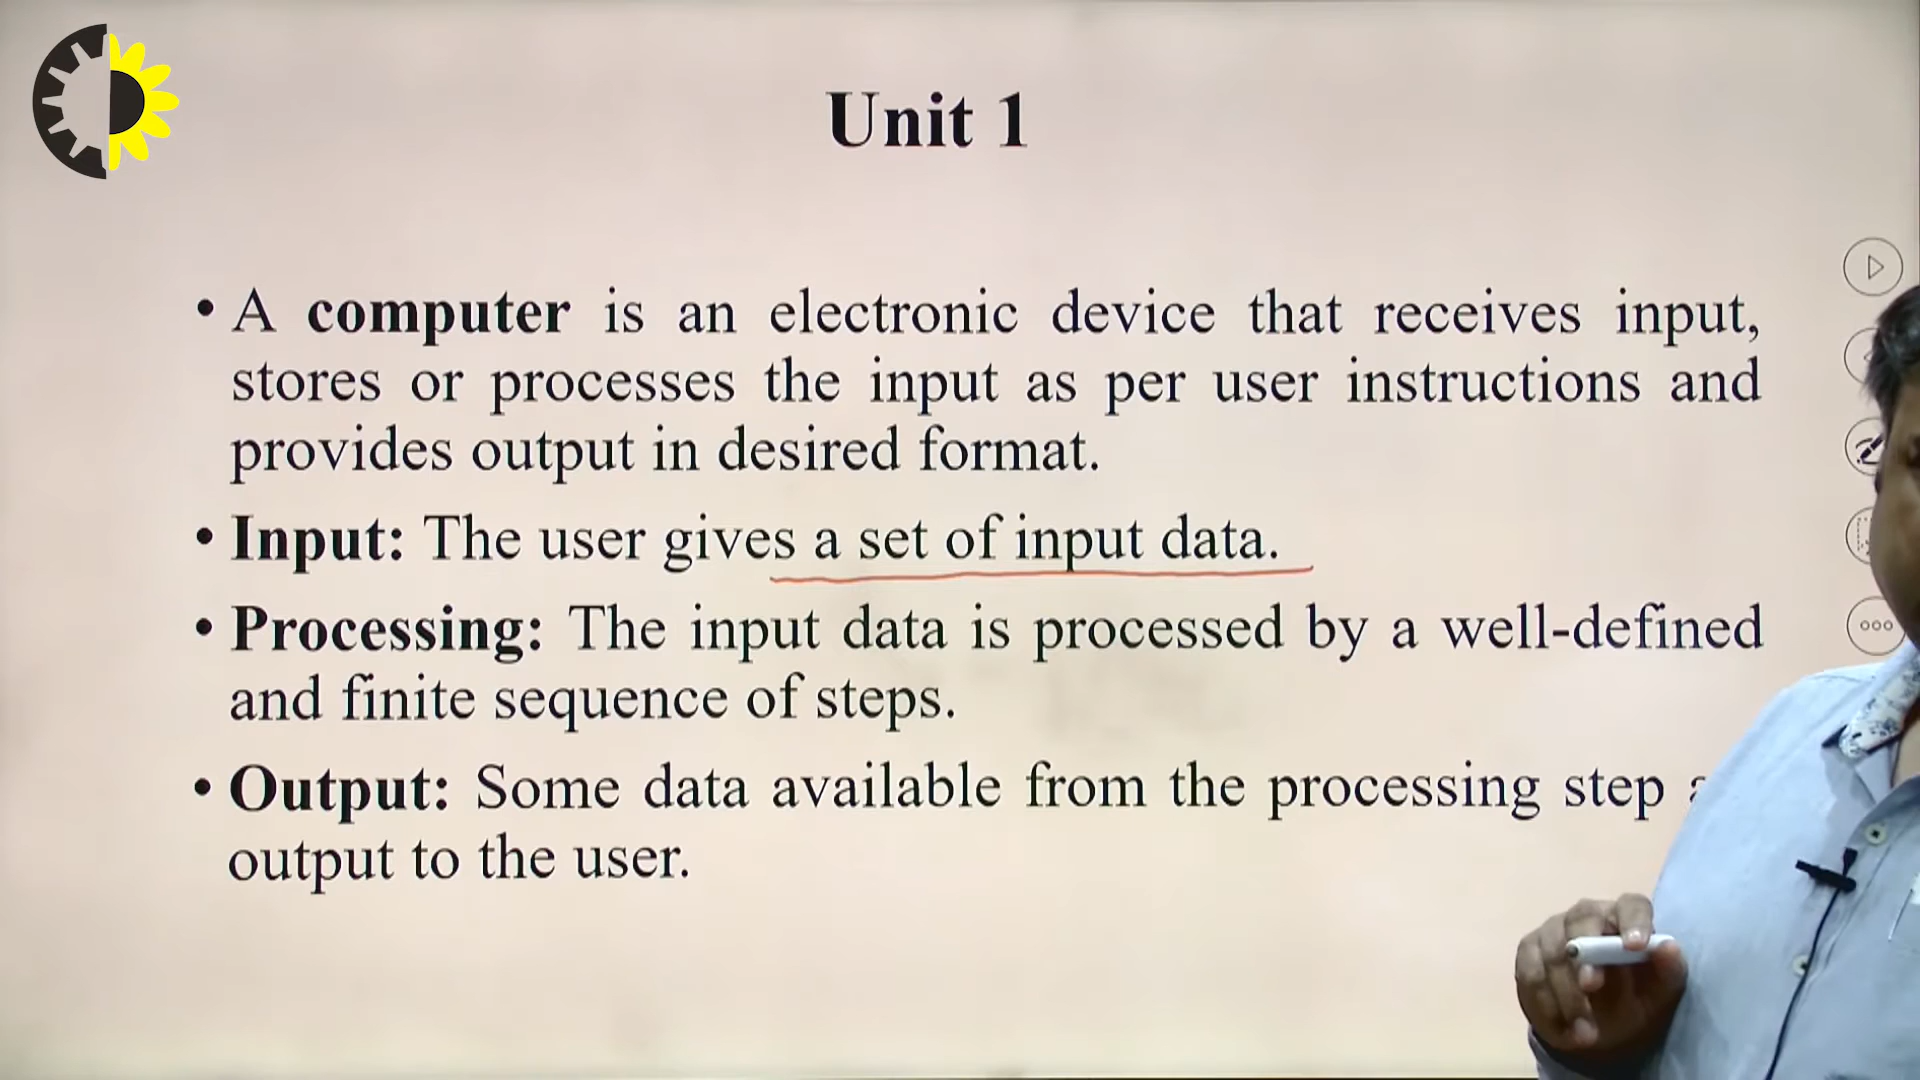 Unit 1
• A computer is an electronic device that receives input,
stores or processes the input as per user instructions and
provides output in desired format.
• Input: The user gives a set of input data.
• Processing: The input data is processed by a well-defined
and finite sequence of steps.
• Output: Some data available from the processing step
output to the user.